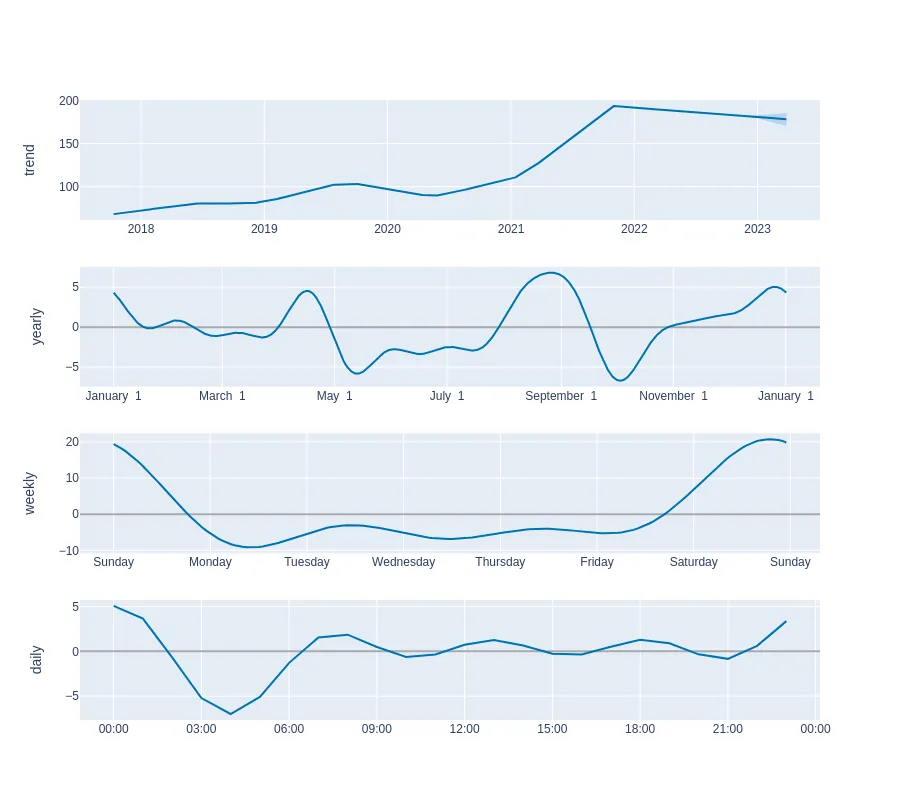 trend
200
150
100
2018 2019 2020 2021 2022 2023
yearly
5
0
−5
January 1 March 1 May 1 July 1 September 1 November 1 January 1
weekly
20
10
0
−10
Sunday Monday Tuesday Wednesday Thursday Friday Saturday Sunday
daily
5
0
−5
00:00 03:00 06:00 09:00 12:00 15:00 18:00 21:00 00:00